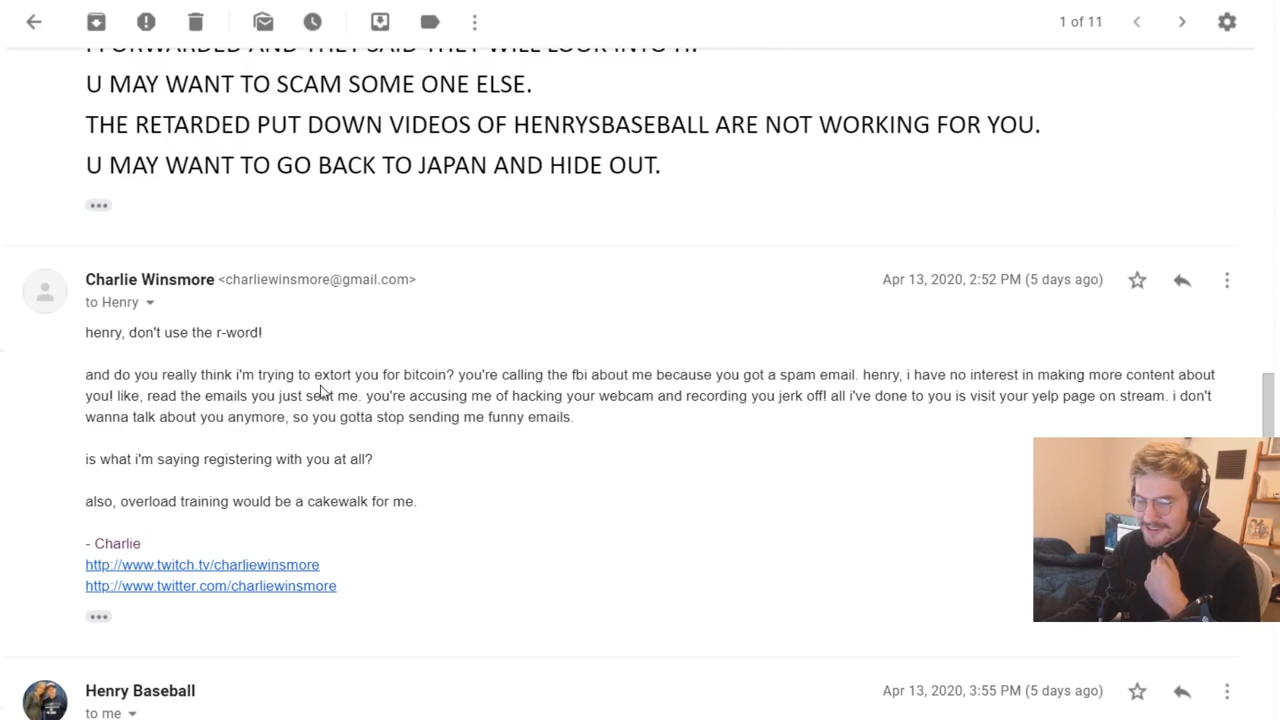 1 of 11
I FORWARDED AND THEY SAID THEY WILL LOOK INTO IT.
U MAY WANT TO SCAM SOME ONE ELSE.
THE RETARDED PUT DOWN VIDEOS OF HENRYSBASEBALL ARE NOT WORKING FOR YOU.
U MAY WANT TO GO BACK TO JAPAN AND HIDE OUT.
Charlie Winsmore <charliewinsmore@gmail.com> Apr 13, 2020, 2:52 PM (5 days ago)
to Henry
henry, don't use the r-word!
and do you really think i'm trying to extort you for bitcoin? you're calling the fbi about me because you got a spam email. henry, i have no interest in making more content about
you! like, read the emails you just sent me. you're accusing me of hacking your webcam and recording you jerk off! all i've done to you is visit your yelp page on stream. i don't
wanna talk about you anymore, so you gotta stop sending me funny emails.
is what i'm saying registering with you at all?
also, overload training would be a cakewalk for me.
- Charlie
http://www.twitch.tv/charliewinsmore
http://www.twitter.com/charliewinsmore
Henry Baseball Apr 13, 2020, 3:55 PM (5 days ago)
to me